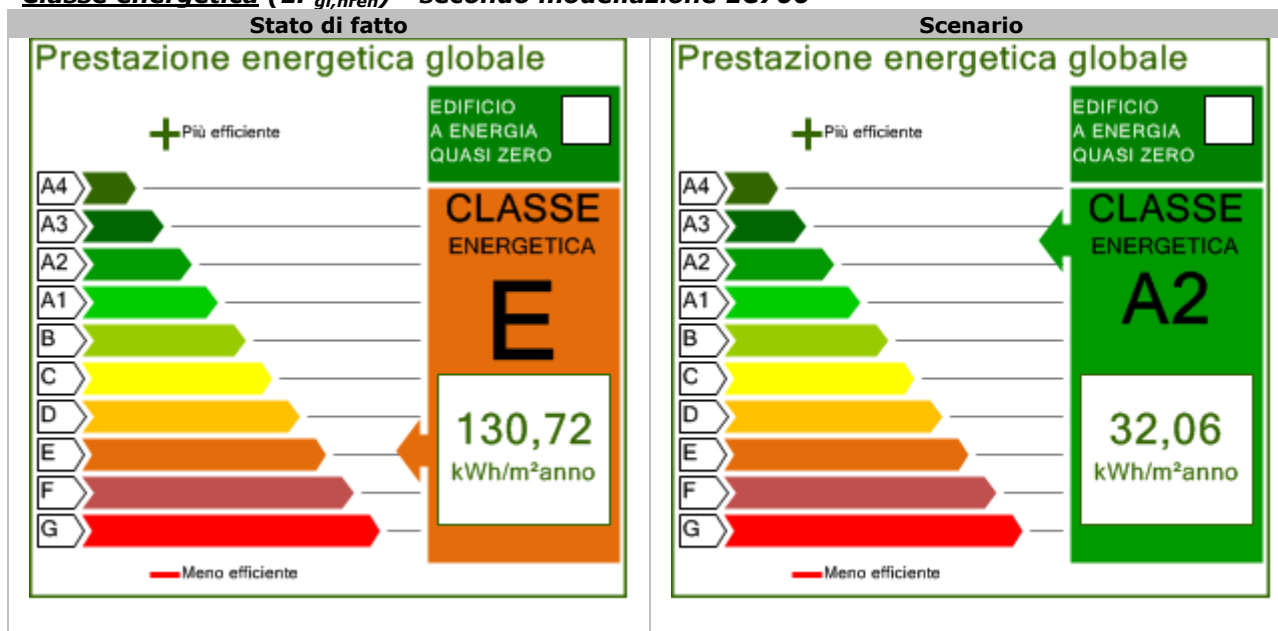 Stato di fatto
Scenario
Prestazione energetica globale
EDIFICIO
A ENERGIA
QUASI ZERO
Più efficiente
A4
A3
A2
A1
B
C
D
E
F
G
CLASSE
ENERGETICA
E
130,72
kWh/m²anno
Meno efficiente
Prestazione energetica globale
EDIFICIO
A ENERGIA
QUASI ZERO
Più efficiente
A4
A3
A2
A1
B
C
D
E
F
G
CLASSE
ENERGETICA
A2
32,06
kWh/m²anno
Meno efficiente